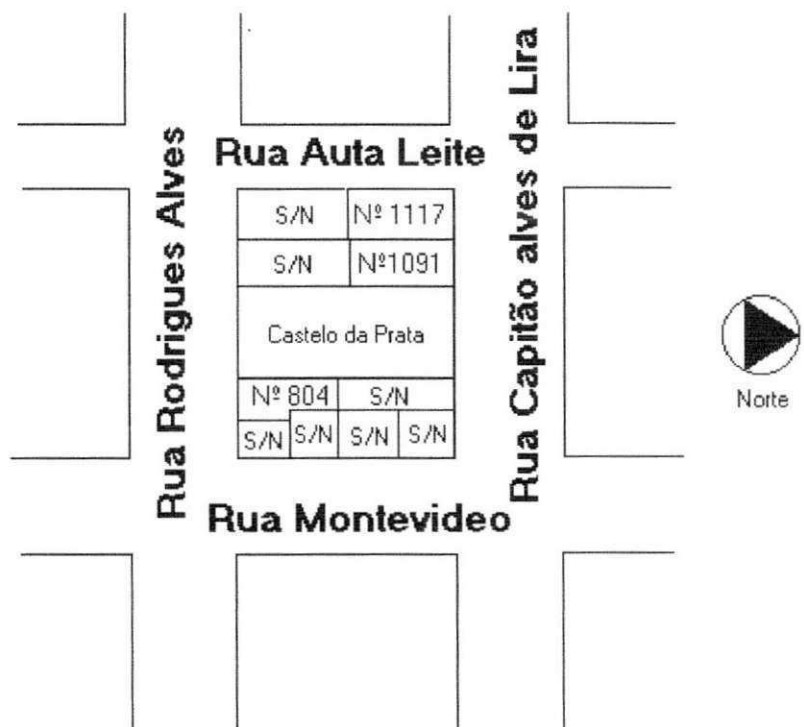 Rua Auta Leite
Rua Rodrigues Alves
Rua Capitão alves de Lira
S/N Nº 1117
S/N Nº1091
Castelo da Prata
Nº 804 S/N
S/N S/N S/N S/N
Rua Montevideo
Norte